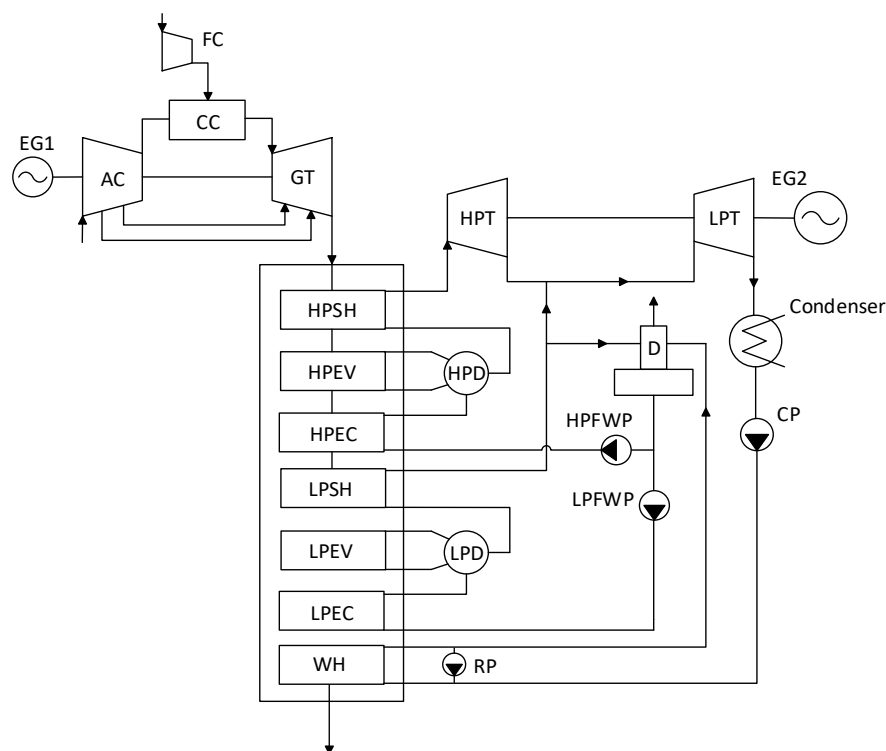 FC
CC
EG1
AC
GT
EG2
HPT
LPT
HPSH
Condenser
D
HPEV
HPD
HPEC
HPFWP
CP
LPSH
LPFWP
LPEV
LPD
LPEC
WH
RP